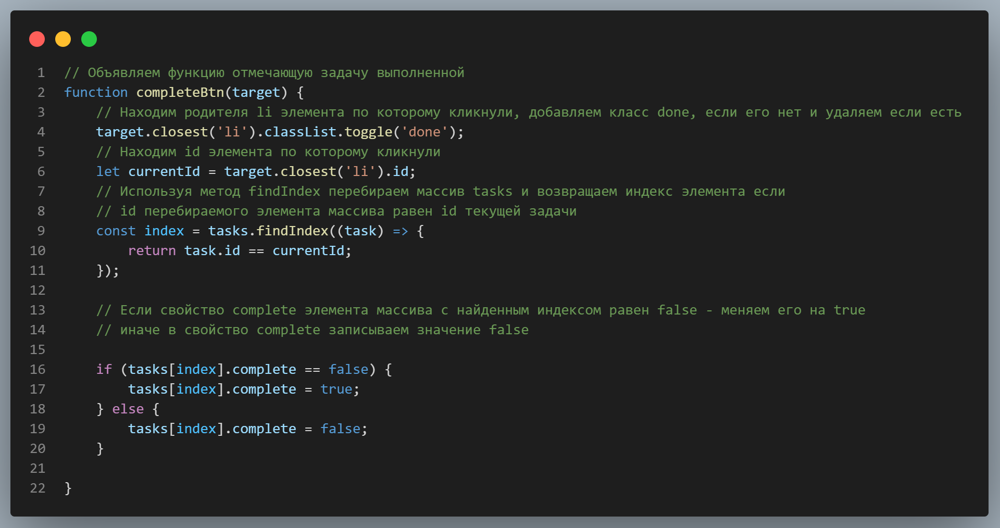 1 // Объявляем функцию отмечающую задачу выполненной
2 function completeBtn(target) {
3     // Находим родителя li элемента по которому кликнули, добавляем класс done, если его нет и удаляем если есть
4     target.closest('li').classList.toggle('done');
5     // Находим id элемента по которому кликнули
6     let currentId = target.closest('li').id;
7     // Используя метод findIndex перебираем массив tasks и возвращаем индекс элемента если
8     // id перебираемого элемента массива равен id текущей задачи
9     const index = tasks.findIndex((task) => {
10         return task.id == currentId;
11     });
12
13     // Если свойство complete элемента массива с найденным индексом равен false - меняем его на true
14     // иначе в свойство complete записываем значение false
15
16     if (tasks[index].complete == false) {
17         tasks[index].complete = true;
18     } else {
19         tasks[index].complete = false;
20     }
21
22 }